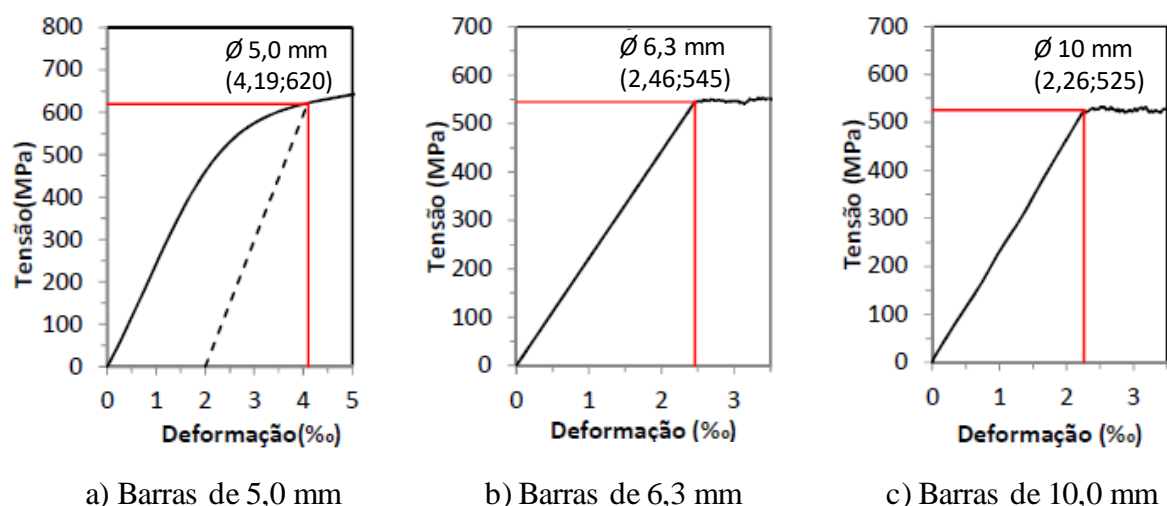 800
700
600
500
400
300
200
100
0
Tensão(MPa)
Ø 5,0 mm
(4,19;620)
0 1 2 3 4 5
Deformação(‰)
700
600
500
400
300
200
100
0
Tensão (MPa)
Ø 6,3 mm
(2,46;545)
0 1 2 3
Deformação (‰)
700
600
500
400
300
200
100
0
Tensão (MPa)
Ø 10 mm
(2,26;525)
0 1 2 3
Deformação (‰)
a) Barras de 5,0 mm
b) Barras de 6,3 mm
c) Barras de 10,0 mm